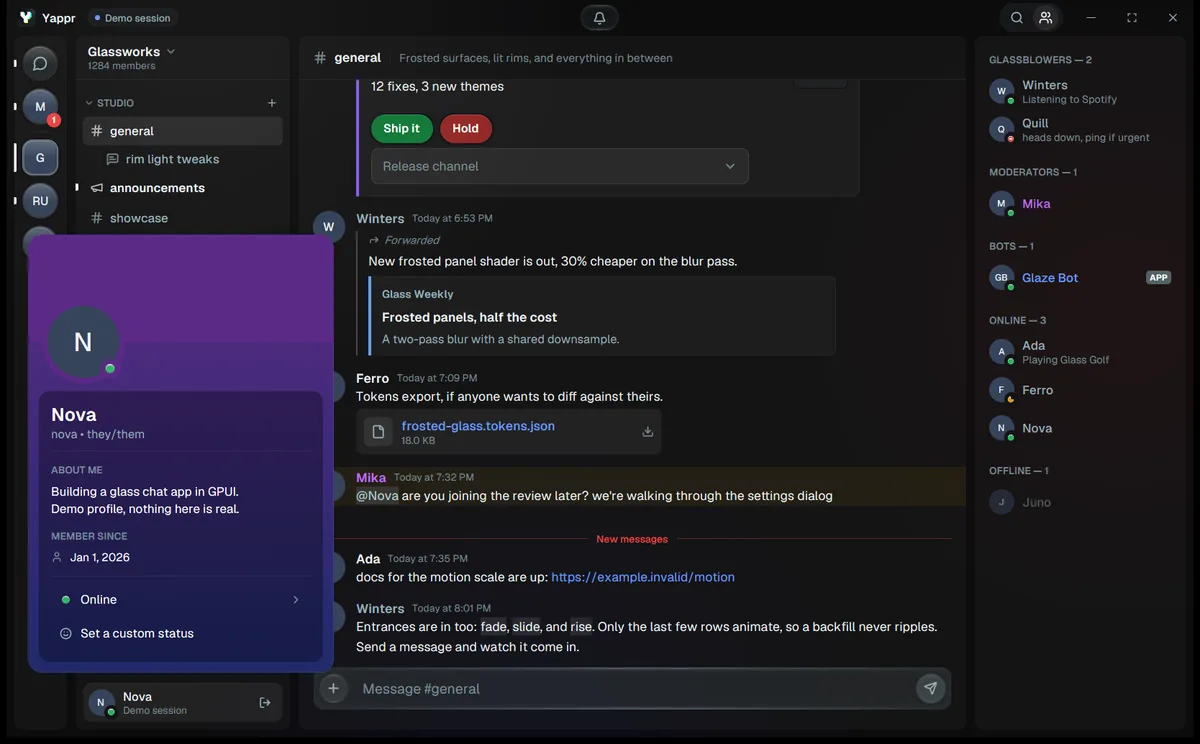 Yappr
Demo session
Glassworks
1284 members
STUDIO
general
rim light tweaks
announcements
showcase
M
1
G
RU
N
Nova
nova • they/them
ABOUT ME
Building a glass chat app in GPUI.
Demo profile, nothing here is real.
MEMBER SINCE
Jan 1, 2026
Online
Set a custom status
N
Nova
Demo session
# general
Frosted surfaces, lit rims, and everything in between
12 fixes, 3 new themes
Ship it
Hold
Release channel
W
Winters Today at 6:53 PM
Forwarded
New frosted panel shader is out, 30% cheaper on the blur pass.
Glass Weekly
Frosted panels, half the cost
A two-pass blur with a shared downsample.
Ferro Today at 7:09 PM
Tokens export, if anyone wants to diff against theirs.
frosted-glass.tokens.json
18.0 KB
Mika Today at 7:32 PM
@Nova are you joining the review later? we're walking through the settings dialog
New messages
Ada Today at 7:35 PM
docs for the motion scale are up: https://example.invalid/motion
Winters Today at 8:01 PM
Entrances are in too: fade, slide, and rise. Only the last few rows animate, so a backfill never ripples.
Send a message and watch it come in.
Message #general
GLASSBLOWERS — 2
W
Winters
Listening to Spotify
Q
Quill
heads down, ping if urgent
MODERATORS — 1
M
Mika
BOTS — 1
GB
Glaze Bot
APP
ONLINE — 3
A
Ada
Playing Glass Golf
F
Ferro
N
Nova
OFFLINE — 1
J
Juno